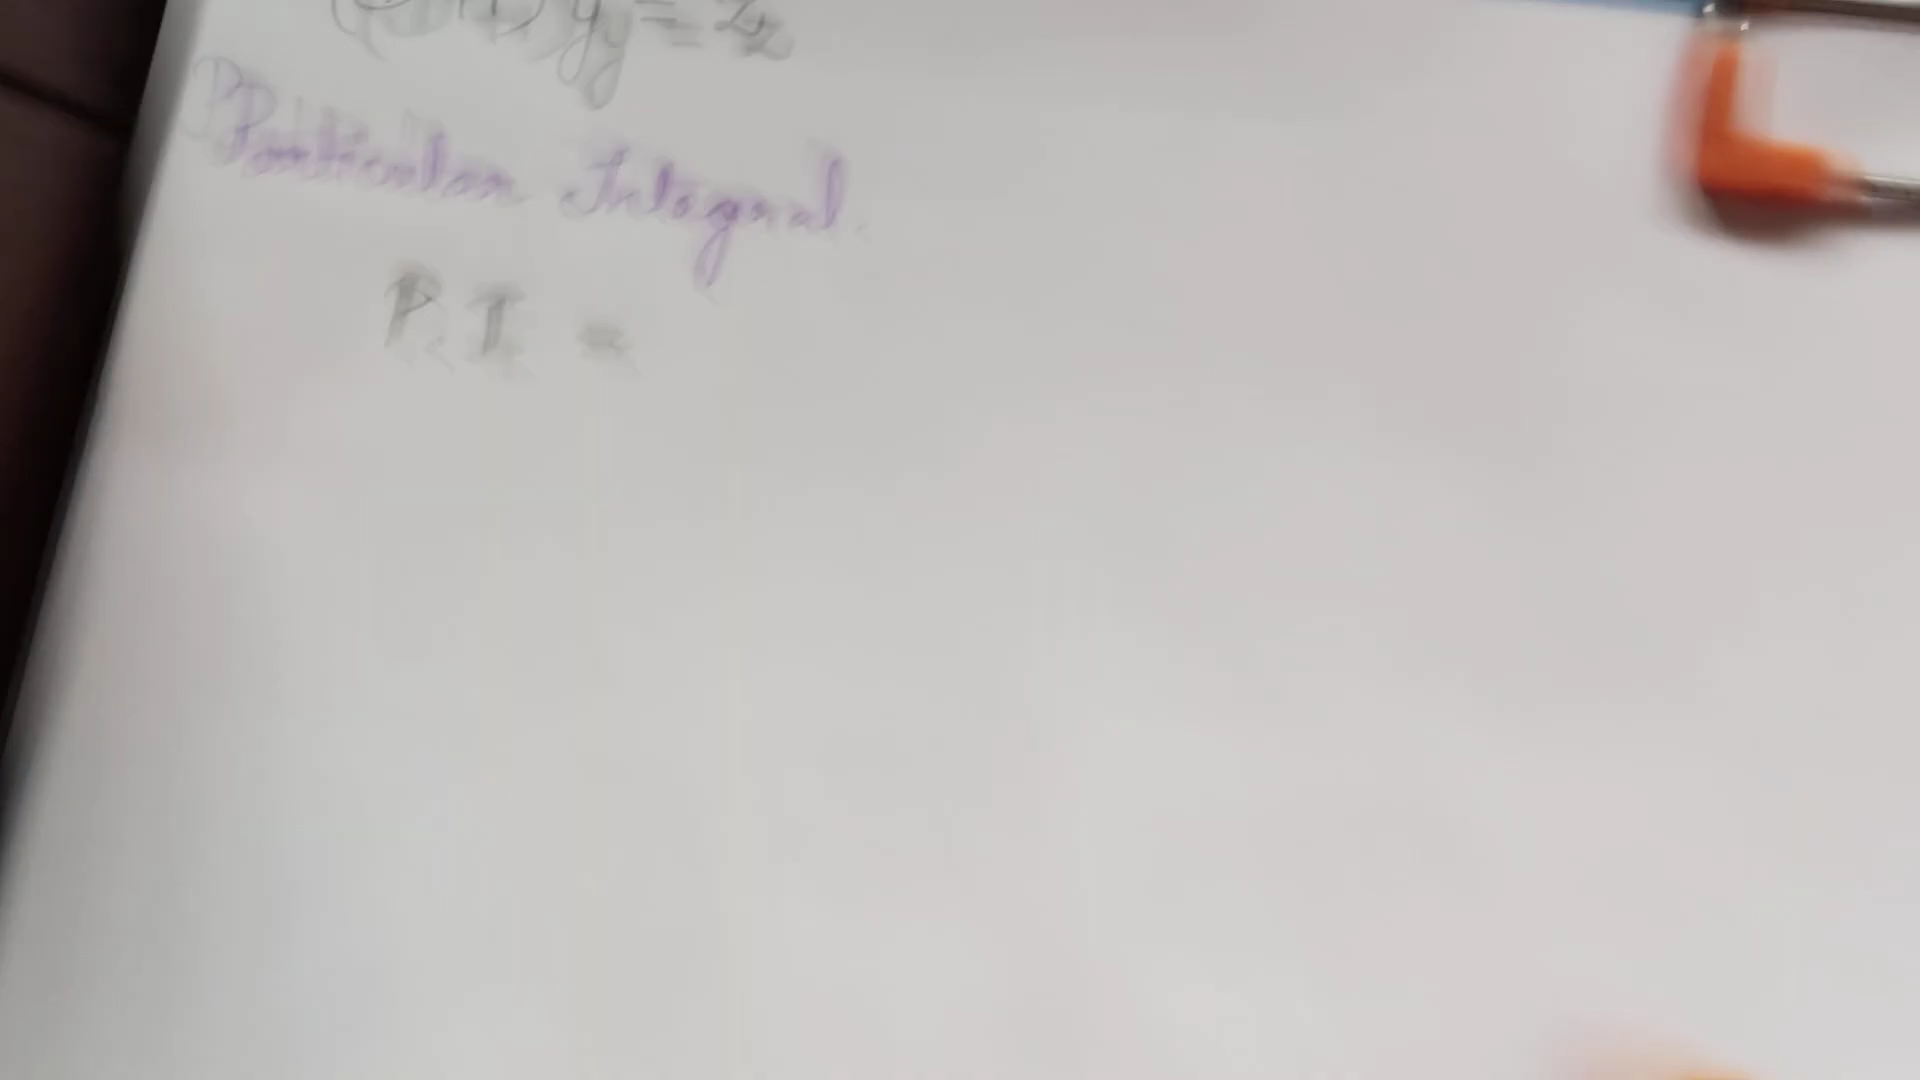 y = x
Particular Integral.
P.I =